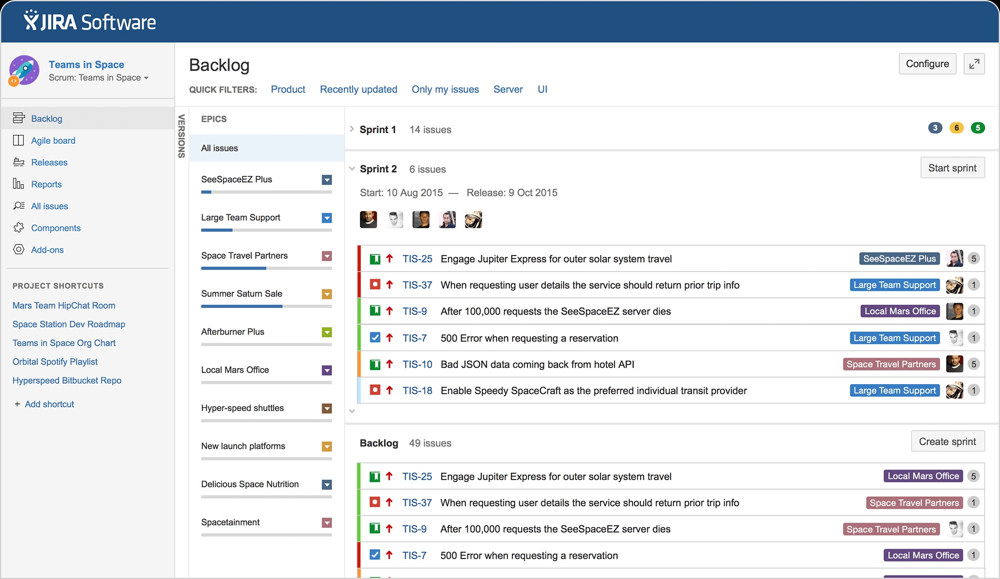 JIRA Software
Teams in Space
Scrum: Teams in Space
Backlog
Agile board
Releases
Reports
All issues
Components
Add-ons
PROJECT SHORTCUTS
Mars Team HipChat Room
Space Station Dev Roadmap
Teams in Space Org Chart
Orbital Spotify Playlist
Hyperspeed Bitbucket Repo
+ Add shortcut
Backlog
Configure
QUICK FILTERS: Product Recently updated Only my issues Server UI
VERSIONS
EPICS
All issues
SeeSpaceEZ Plus
Large Team Support
Space Travel Partners
Summer Saturn Sale
Afterburner Plus
Local Mars Office
Hyper-speed shuttles
New launch platforms
Delicious Space Nutrition
Spacetainment
Sprint 1 14 issues 3 6 5
Sprint 2 6 issues Start sprint
Start: 10 Aug 2015 — Release: 9 Oct 2015
TIS-25 Engage Jupiter Express for outer solar system travel SeeSpaceEZ Plus 5
TIS-37 When requesting user details the service should return prior trip info Large Team Support 1
TIS-9 After 100,000 requests the SeeSpaceEZ server dies Local Mars Office 1
TIS-7 500 Error when requesting a reservation Large Team Support 1
TIS-10 Bad JSON data coming back from hotel API Space Travel Partners 5
TIS-18 Enable Speedy SpaceCraft as the preferred individual transit provider Large Team Support 1
Backlog 49 issues Create sprint
TIS-25 Engage Jupiter Express for outer solar system travel Local Mars Office 5
TIS-37 When requesting user details the service should return prior trip info Space Travel Partners 1
TIS-9 After 100,000 requests the SeeSpaceEZ server dies Space Travel Partners 1
TIS-7 500 Error when requesting a reservation Local Mars Office 1